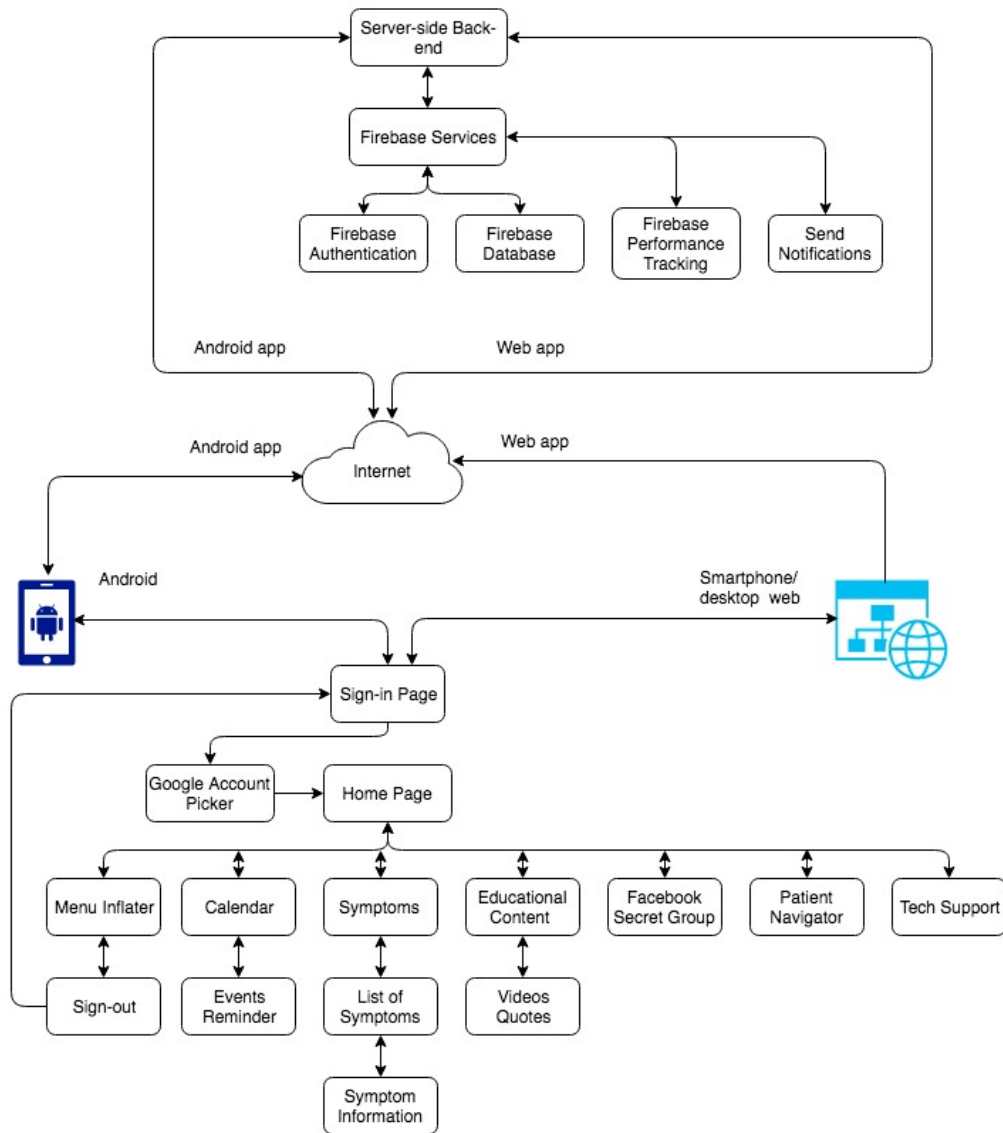 Server-side Back-
end
Firebase Services
Firebase
Authentication
Firebase
Database
Firebase
Performance
Tracking
Send
Notifications
Android app
Web app
Android app
Web app
Internet
Android
Smartphone/
desktop web
Sign-in Page
Google Account
Picker
Home Page
Menu Inflater
Calendar
Symptoms
Educational
Content
Facebook
Secret Group
Patient
Navigator
Tech Support
Sign-out
Events
Reminder
List of
Symptoms
Videos
Quotes
Symptom
Information